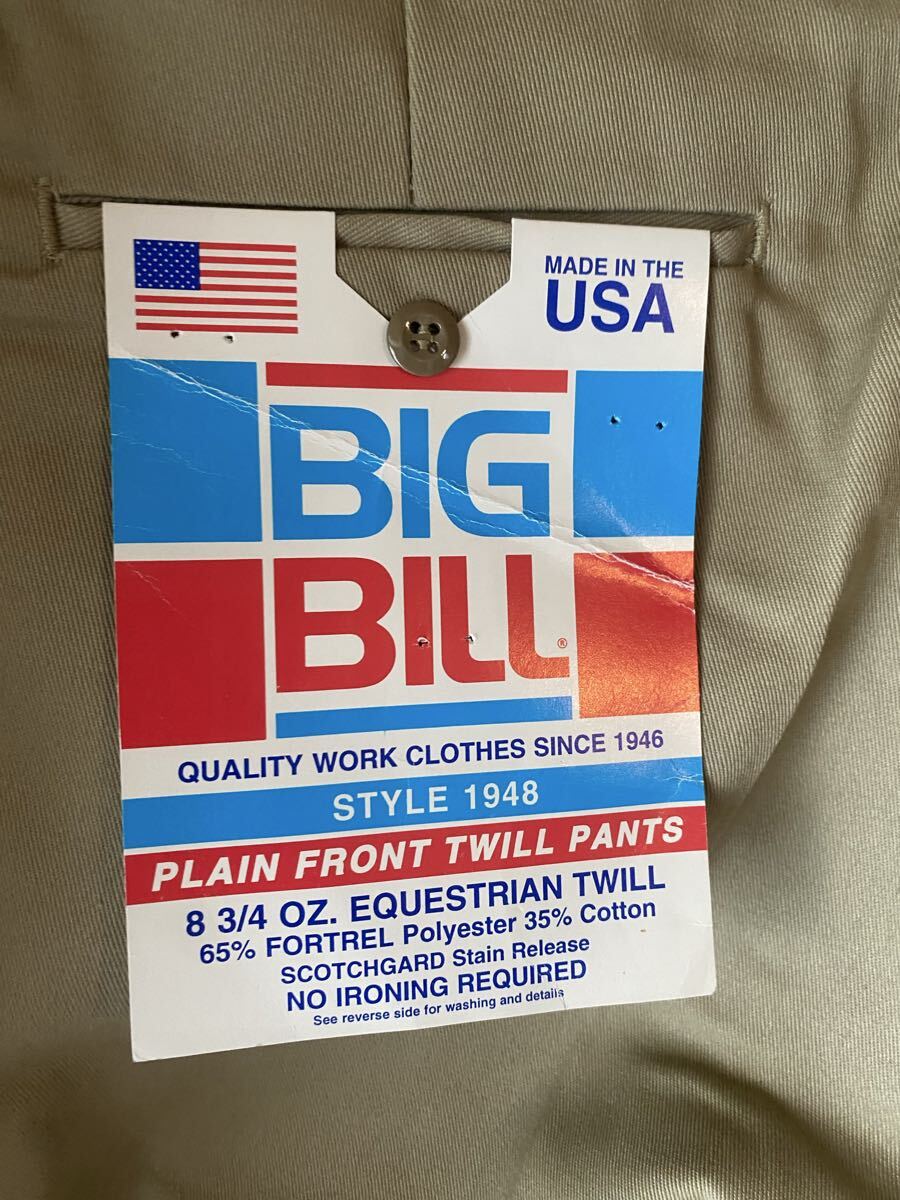 MADE IN THE
USA
BIG
BILL®
QUALITY WORK CLOTHES SINCE 1946
STYLE 1948
PLAIN FRONT TWILL PANTS
8 3/4 OZ. EQUESTRIAN TWILL
65% FORTREL Polyester 35% Cotton
SCOTCHGARD Stain Release
NO IRONING REQUIRED
See reverse side for washing and details